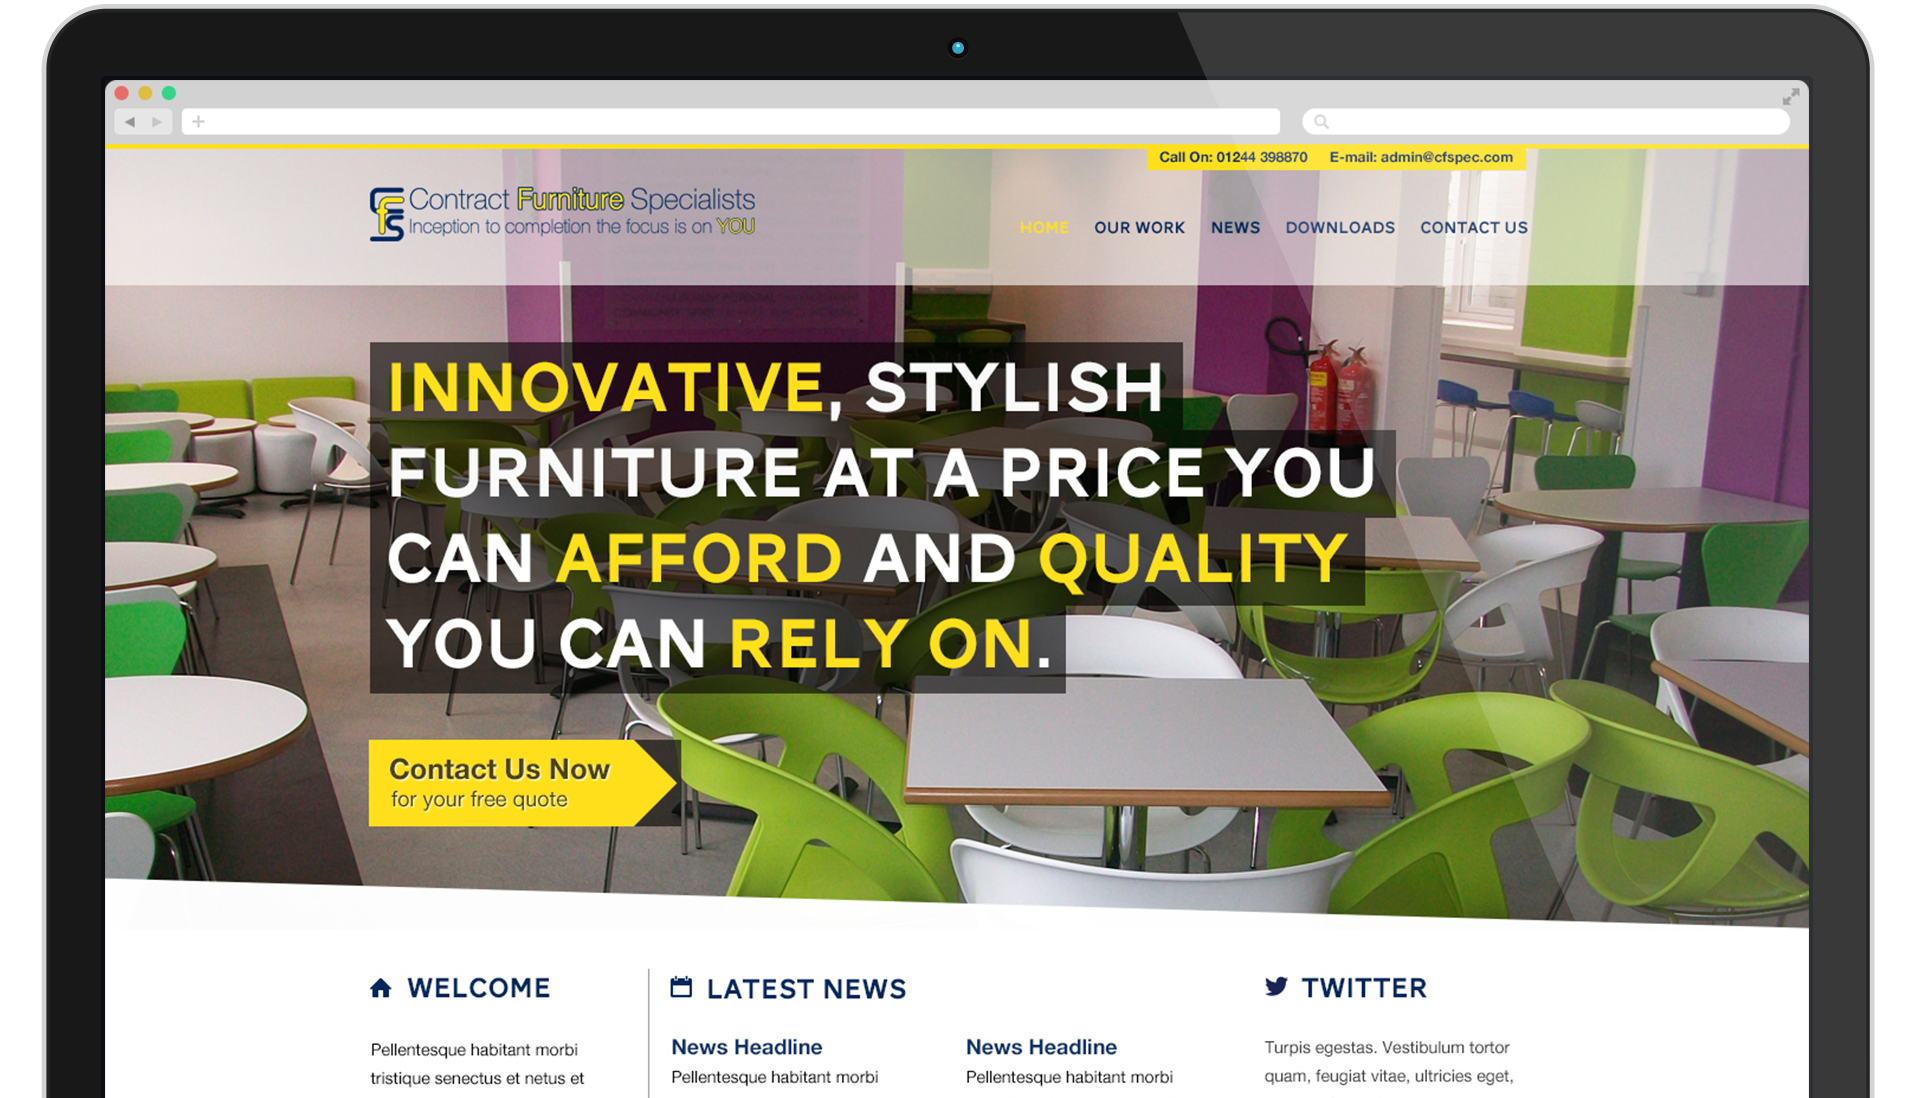 Call On: 01244 398870 E-mail: admin@cfspec.com
cfs Contract Furniture Specialists
Inception to completion the focus is on YOU
HOME OUR WORK NEWS DOWNLOADS CONTACT US
INNOVATIVE, STYLISH
FURNITURE AT A PRICE YOU
CAN AFFORD AND QUALITY
YOU CAN RELY ON.
Contact Us Now
for your free quote
WELCOME
Pellentesque habitant morbi
tristique senectus et netus et
LATEST NEWS
News Headline
Pellentesque habitant morbi
News Headline
Pellentesque habitant morbi
TWITTER
Turpis egestas. Vestibulum tortor
quam, feugiat vitae, ultricies eget,